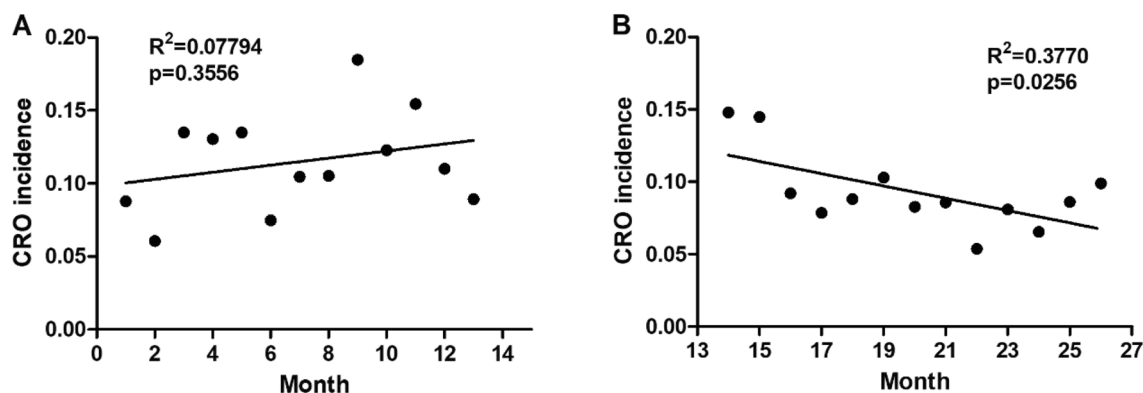 A
R²=0.07794
p=0.3556
CRO incidence
0.20
0.15
0.10
0.05
0.00
0 2 4 6 8 10 12 14
Month
B
R²=0.3770
p=0.0256
CRO incidence
0.20
0.15
0.10
0.05
0.00
13 15 17 19 21 23 25 27
Month